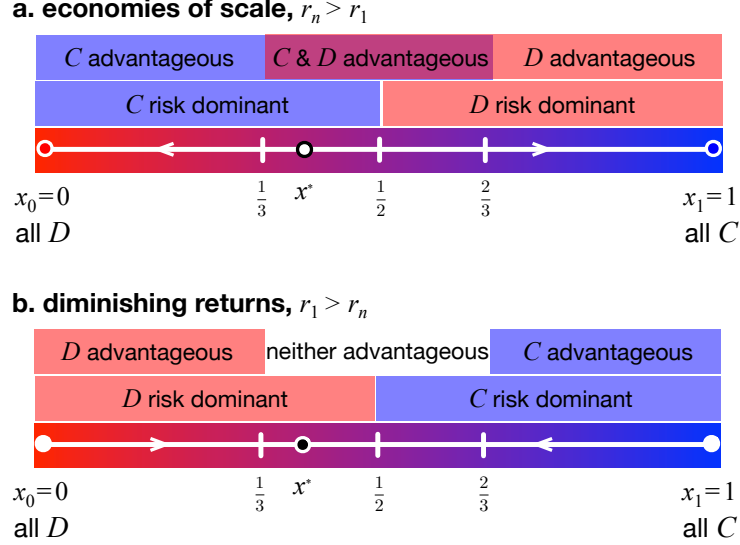 a. economies of scale, rₙ > r₁
C advantageous C & D advantageous D advantageous
C risk dominant D risk dominant
1/3 x* 1/2 2/3
x₀=0 x₁=1
all D all C
b. diminishing returns, r₁ > rₙ
D advantageous neither advantageous C advantageous
D risk dominant C risk dominant
1/3 x* 1/2 2/3
x₀=0 x₁=1
all D all C